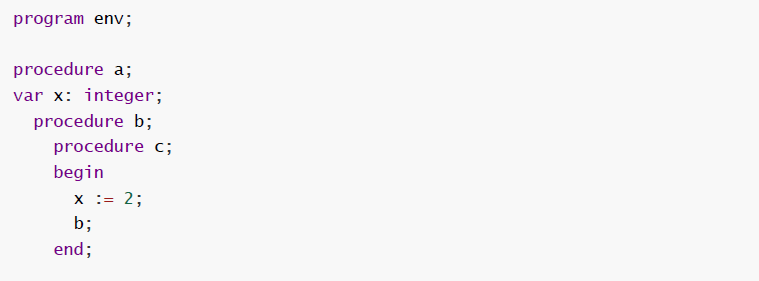 program env;
procedure a;
var x: integer;
procedure b;
procedure c;
begin
x := 2;
b;
end;